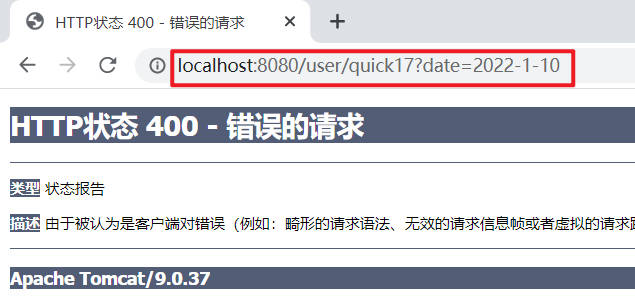 HTTP状态 400 - 错误的请求
localhost:8080/user/quick17?date=2022-1-10
HTTP状态 400 - 错误的请求
类型 状态报告
描述 由于被认为是客户端对错误（例如：畸形的请求语法、无效的请求信息帧或者虚拟的请求
Apache Tomcat/9.0.37